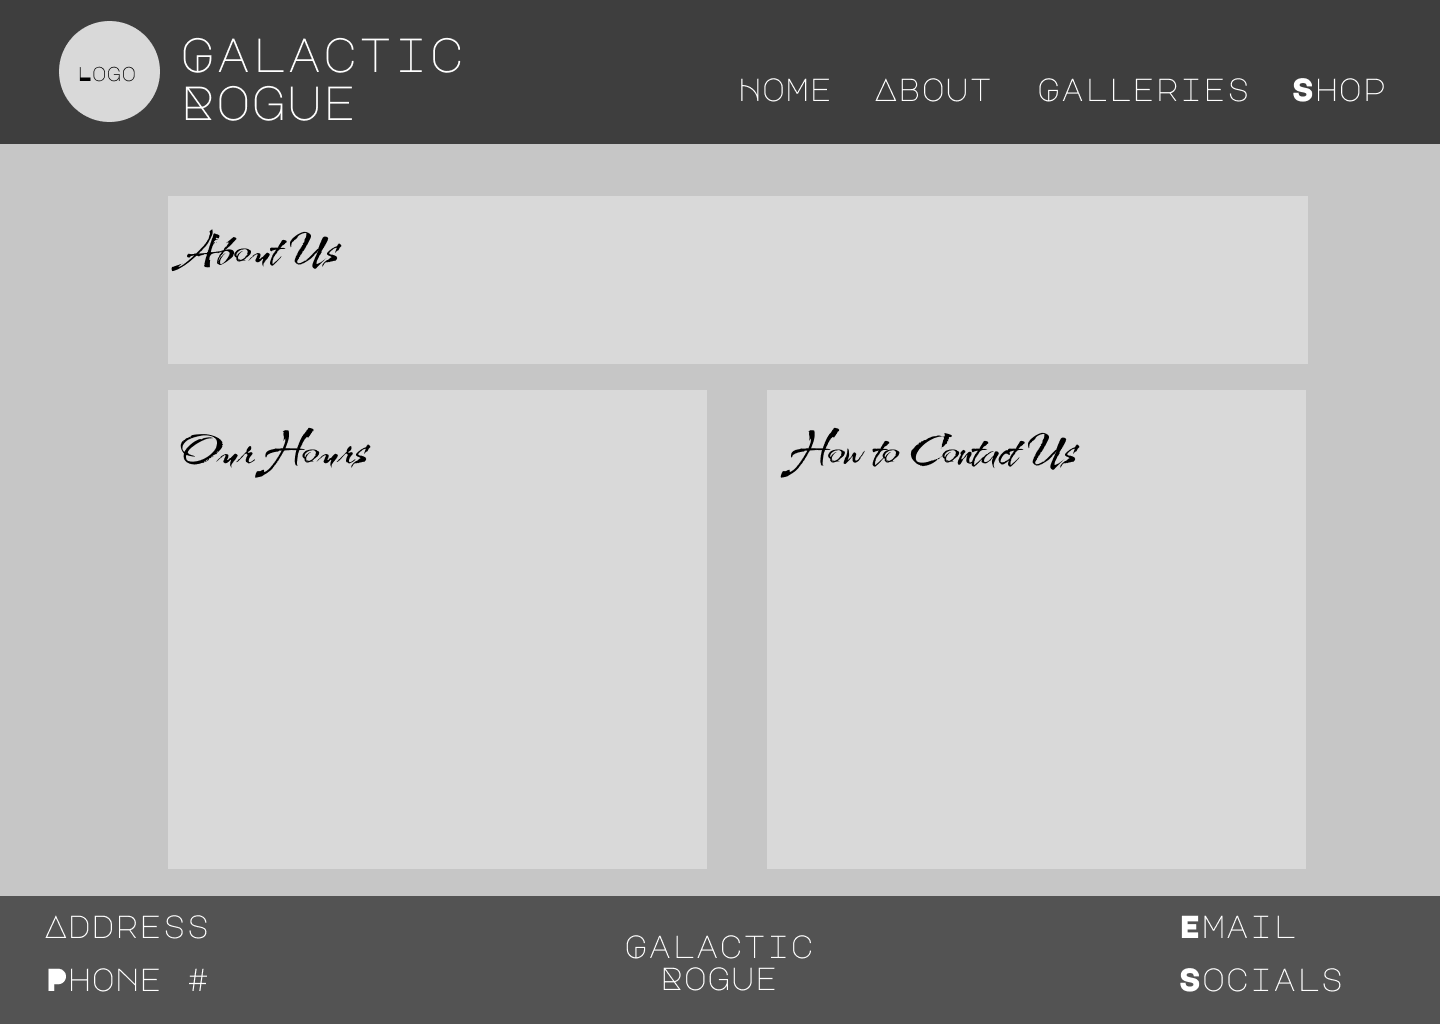 LOGO
GALACTIC
ROGUE
HOME ABOUT GALLERIES SHOP
About Us
Our Hours
How to Contact Us
ADDRESS
PHONE #
GALACTIC
ROGUE
EMAIL
SOCIALS